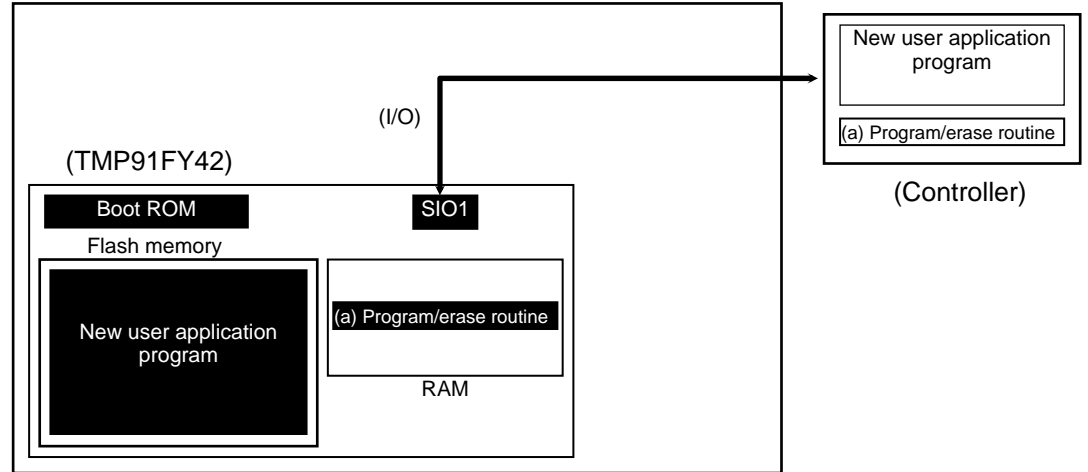 New user application
program
(I/O)
(a) Program/erase routine
(TMP91FY42)
(Controller)
Boot ROM
SIO1
Flash memory
(a) Program/erase routine
New user application
program
RAM